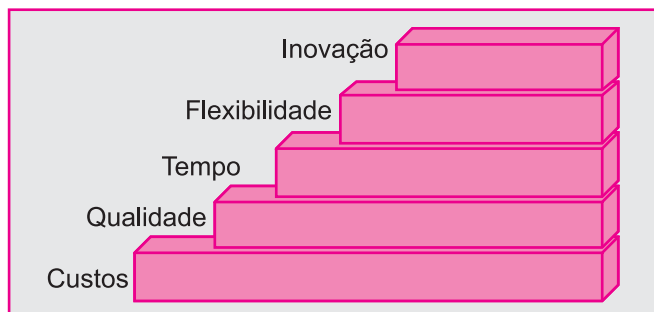 Inovação
Flexibilidade
Tempo
Qualidade
Custos